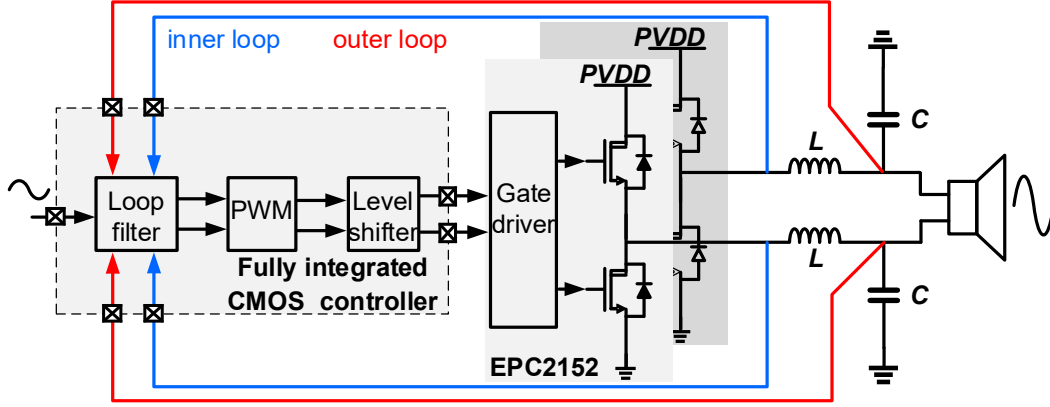 inner loop
outer loop
PVDD
PVDD
C
L
Loop
filter
PWM
Level
shifter
Gate
driver
L
Fully integrated
CMOS controller
C
EPC2152